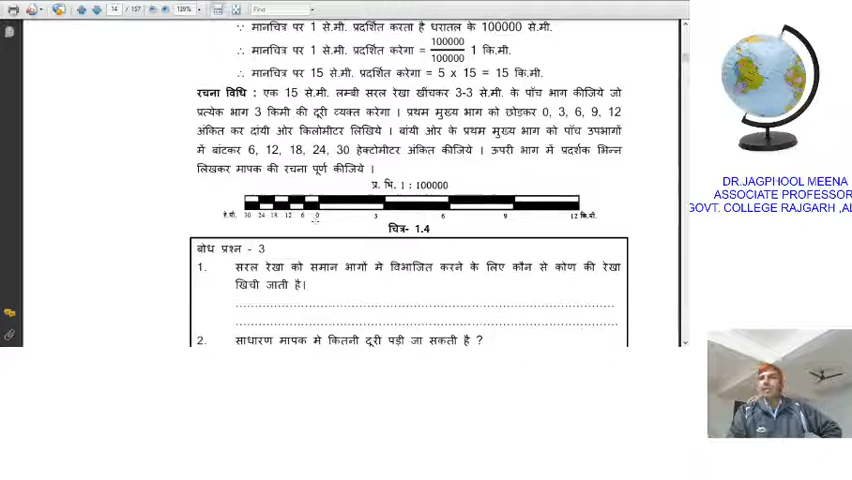 14 / 157
139%
Find
∵ मानचित्र पर 1 से.मी. प्रदर्शित करता है धरातल के 100000 से.मी.
∴ मानचित्र पर 1 से.मी. प्रदर्शित करेगा = 100000/100000 1 कि.मी.
∴ मानचित्र पर 15 से.मी. प्रदर्शित करेगा = 5 x 15 = 15 कि.मी.
रचना विधि : एक 15 से.मी. लम्बी सरल रेखा खींचकर 3-3 से.मी. के पाँच भाग कीजिये जो
प्रत्येक भाग 3 किमी की दूरी व्यक्त करेगा । प्रथम मुख्य भाग को छोड़कर 0, 3, 6, 9, 12
अंकित कर दांयी ओर किलोमीटर लिखिये । बांयी ओर के प्रथम मुख्य भाग को पाँच उपभागों
में बांटकर 6, 12, 18, 24, 30 हेक्टोमीटर अंकित कीजिये । ऊपरी भाग में प्रदर्शक भिन्न
लिखकर मापक की रचना पूर्ण कीजिये ।
प्र. भि. 1 : 100000
हे.मी. 30 24 18 12 6 0 3 6 9 12 कि.मी.
चित्र- 1.4
बोध प्रश्न - 3
1. सरल रेखा को समान भागों मे विभाजित करने के लिए कौन से कोण की रेखा
खिची जाती है।
2. साधारण मापक मे कितनी दूरी पड़ी जा सकती है ?
DR.JAGPHOOL MEENA
ASSOCIATE PROFESSOR
GOVT. COLLEGE RAJGARH ,AL